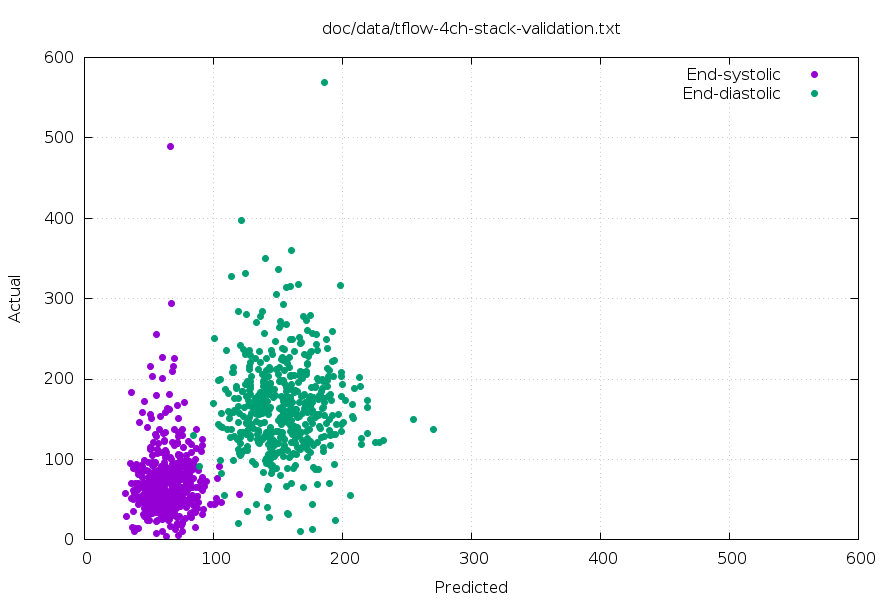 doc/data/tflow-4ch-stack-validation.txt
600
500
400
300
200
100
0
Actual
End-systolic
End-diastolic
0 100 200 300 400 500 600
Predicted